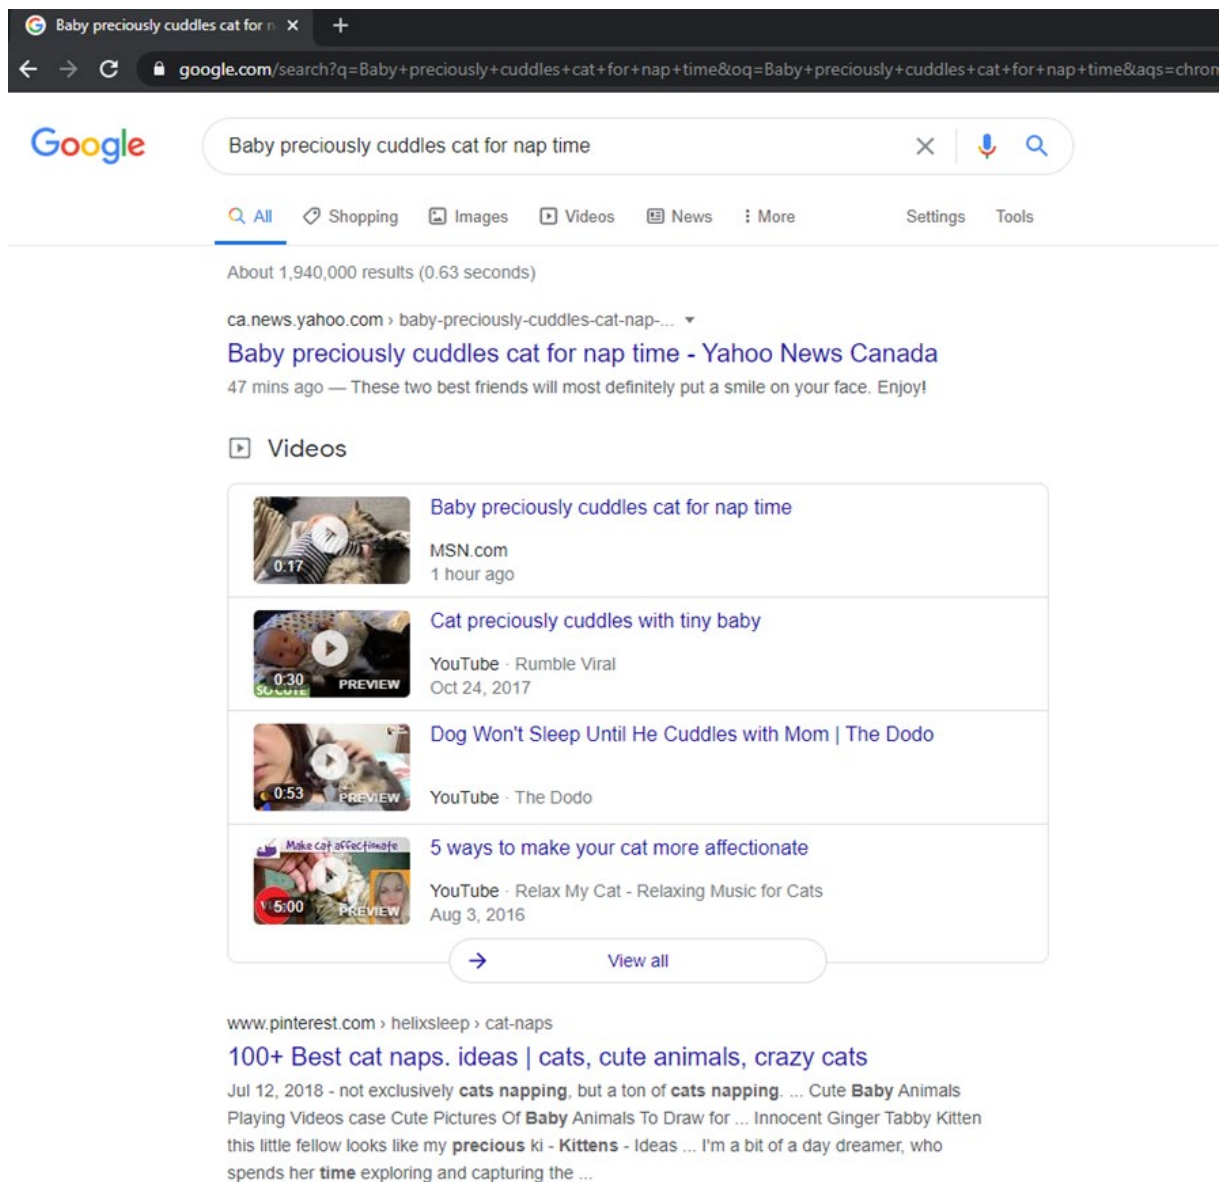 Baby preciously cuddles cat for n
google.com/search?q=Baby+preciously+cuddles+cat+for+nap+time&oq=Baby+preciously+cuddles+cat+for+nap+time&aqs=chrom
Google
Baby preciously cuddles cat for nap time
All Shopping Images Videos News More Settings Tools
About 1,940,000 results (0.63 seconds)
ca.news.yahoo.com › baby-preciously-cuddles-cat-nap-...
Baby preciously cuddles cat for nap time - Yahoo News Canada
47 mins ago — These two best friends will most definitely put a smile on your face. Enjoy!
Videos
0:17
Baby preciously cuddles cat for nap time
MSN.com
1 hour ago
0:30
SO CUTE
PREVIEW
Cat preciously cuddles with tiny baby
YouTube · Rumble Viral
Oct 24, 2017
0:53
PREVIEW
Dog Won't Sleep Until He Cuddles with Mom | The Dodo
YouTube · The Dodo
Make cat affectionate
5:00
PREVIEW
5 ways to make your cat more affectionate
YouTube · Relax My Cat - Relaxing Music for Cats
Aug 3, 2016
View all
www.pinterest.com › helixsleep › cat-naps
100+ Best cat naps. ideas | cats, cute animals, crazy cats
Jul 12, 2018 - not exclusively cats napping, but a ton of cats napping. ... Cute Baby Animals
Playing Videos case Cute Pictures Of Baby Animals To Draw for ... Innocent Ginger Tabby Kitten
this little fellow looks like my precious ki - Kittens - Ideas ... I'm a bit of a day dreamer, who
spends her time exploring and capturing the ...